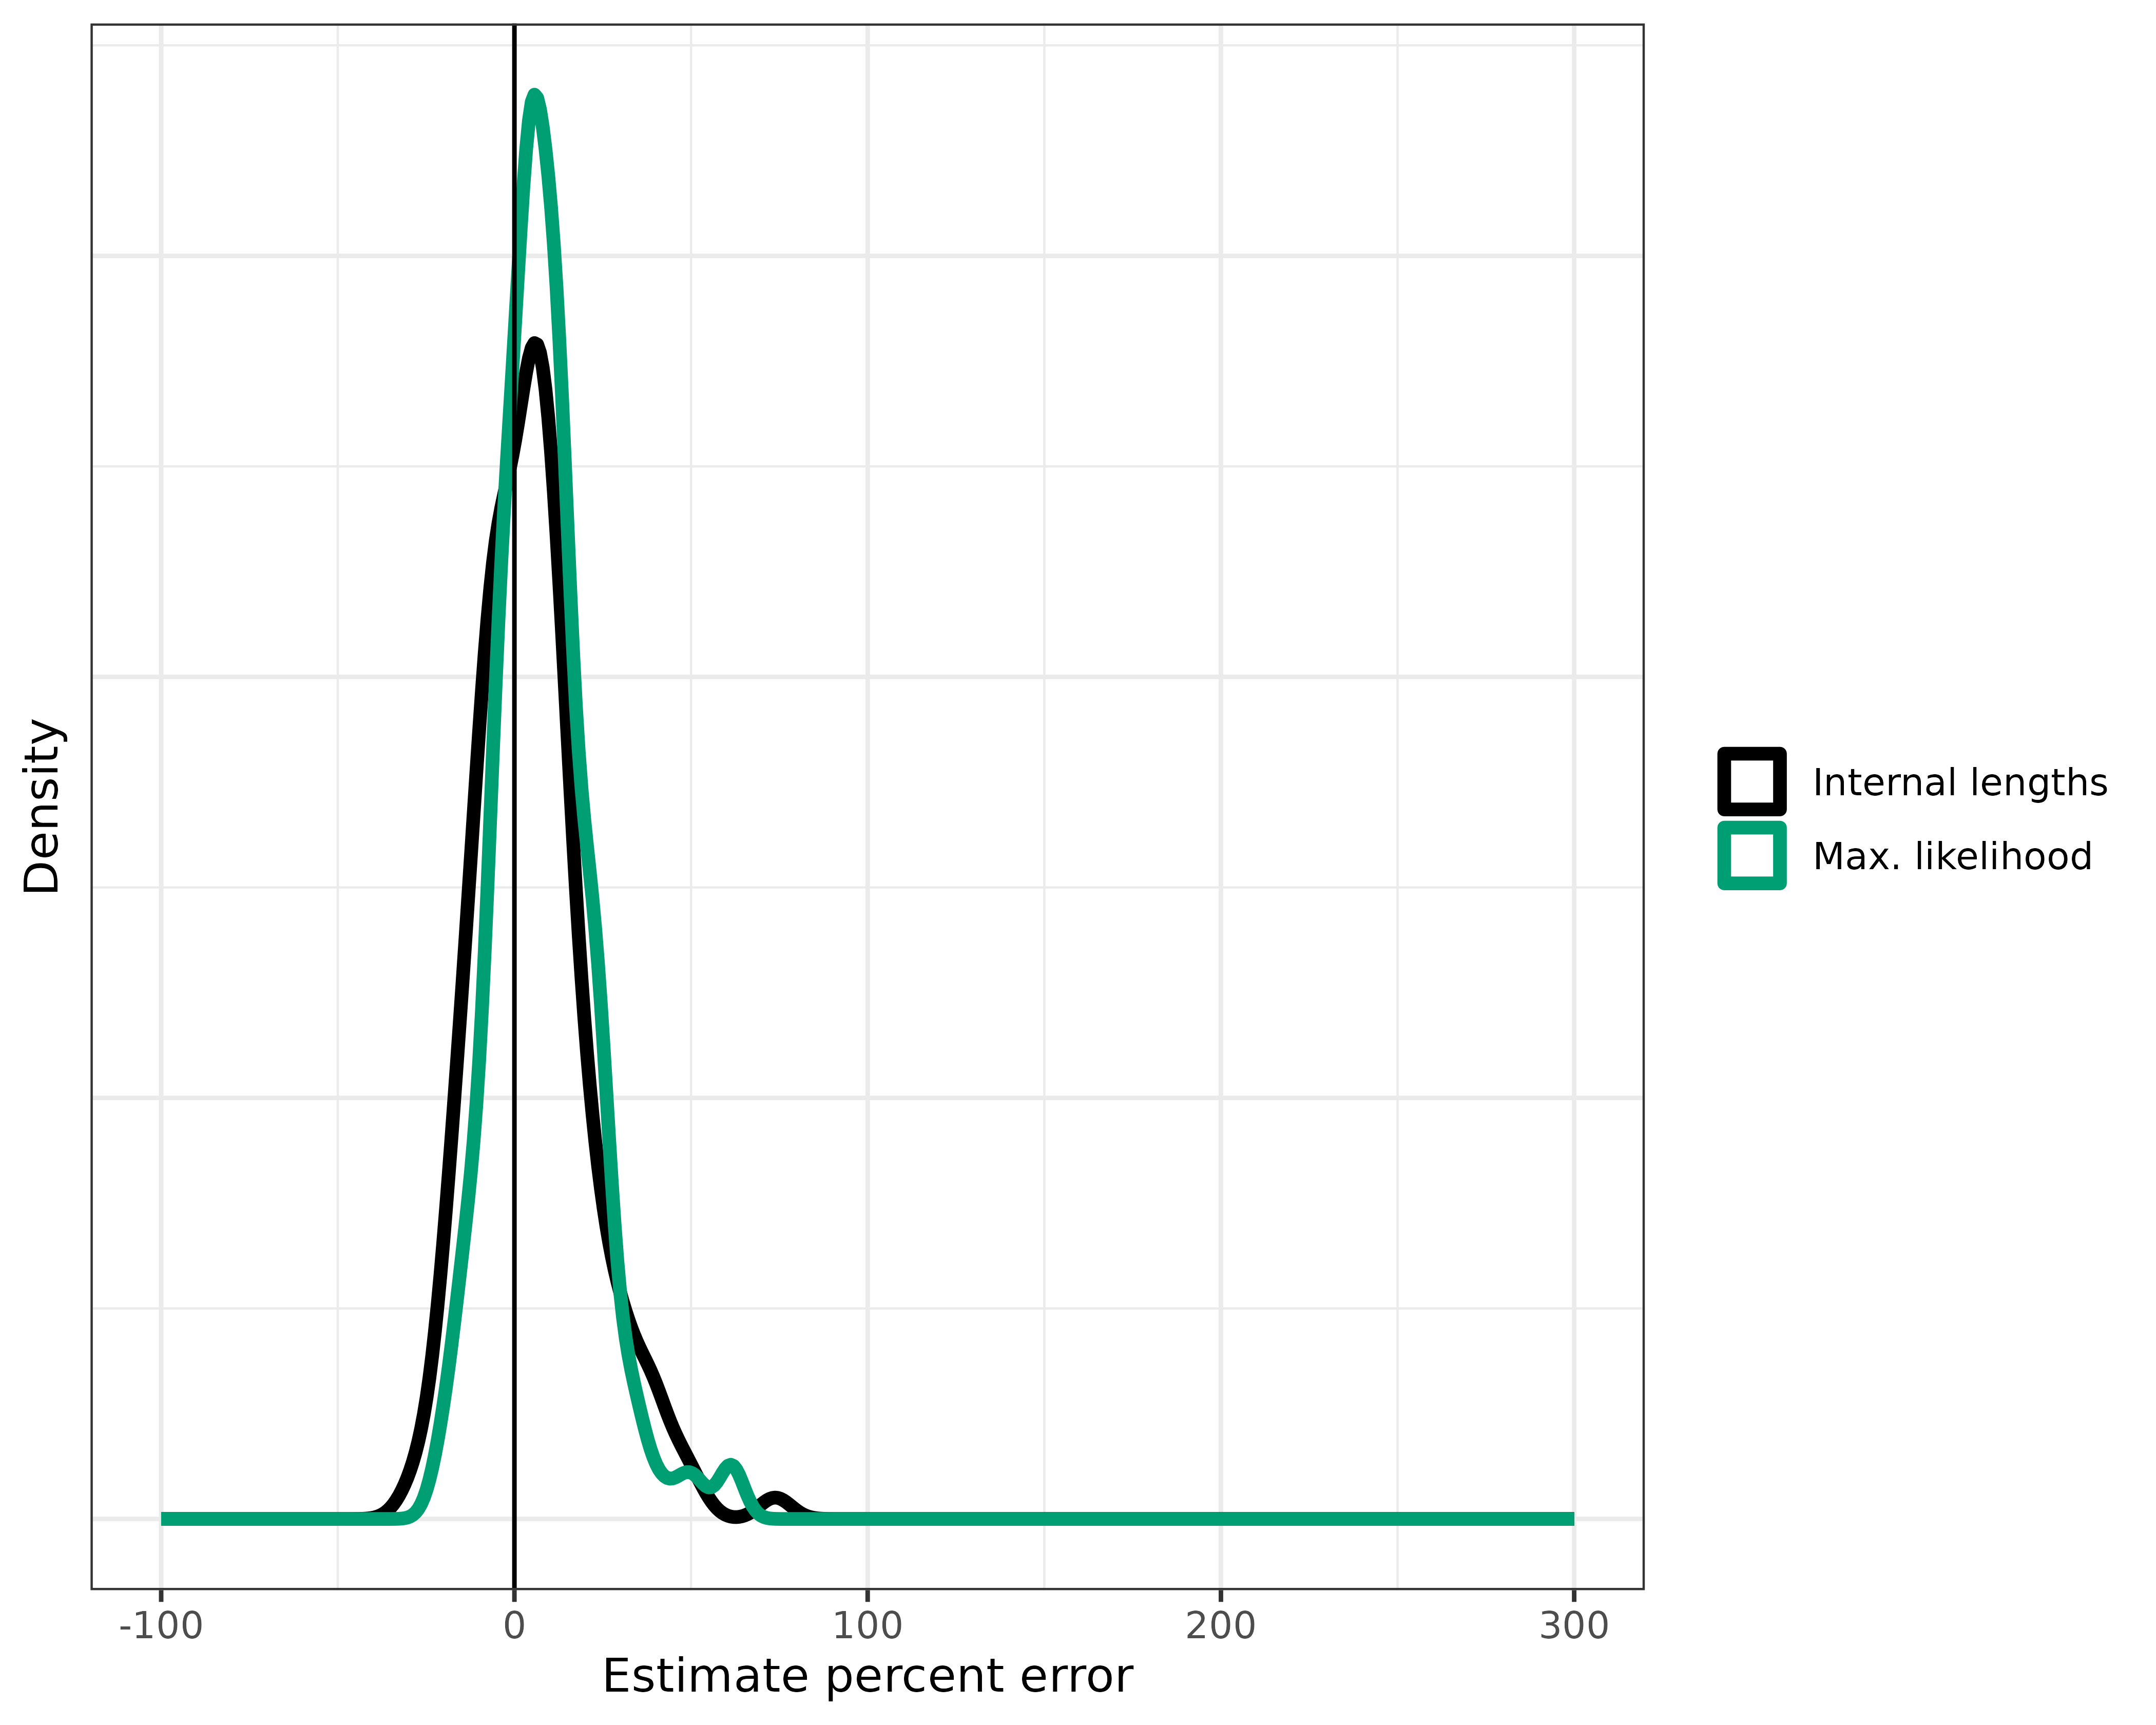 Density
Internal lengths
Max. likelihood
-100 0 100 200 300
Estimate percent error